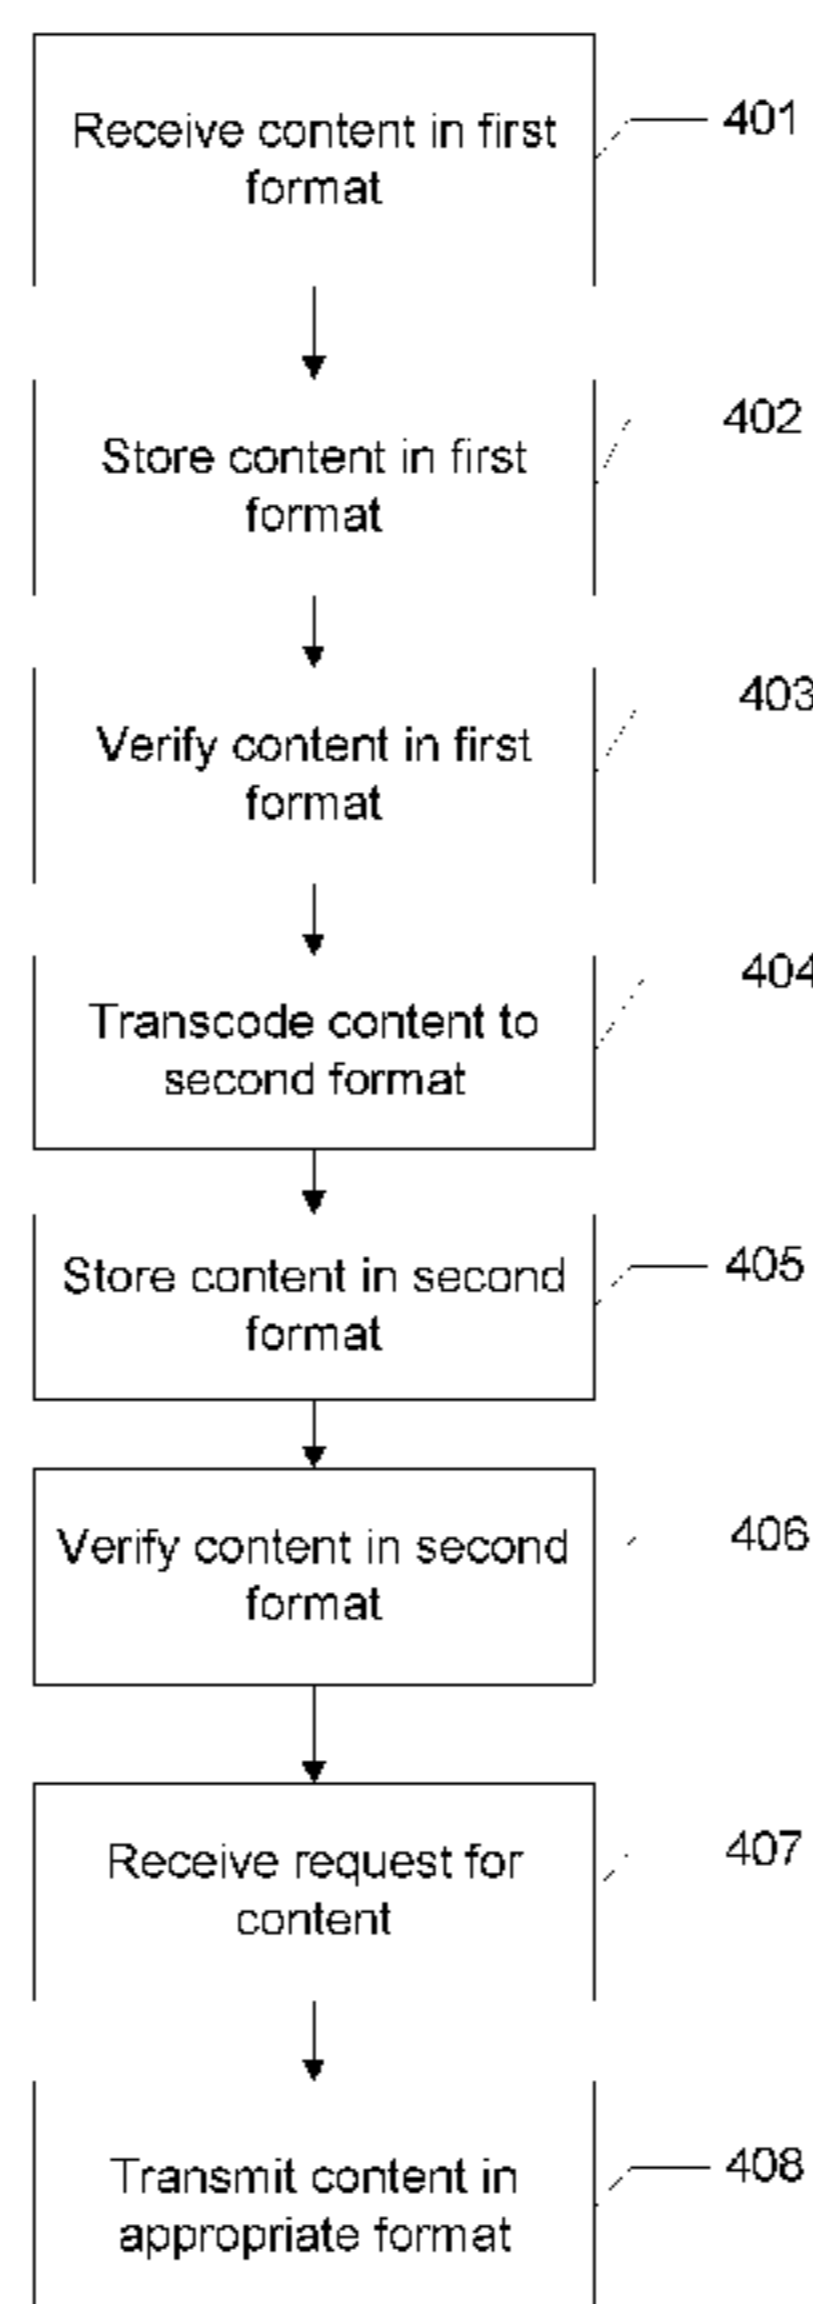 Receive content in first
format
401
Store content in first
format
402
Verify content in first
format
403
Transcode content to
second format
404
Store content in second
format
405
Verify content in second
format
406
Receive request for
content
407
Transmit content in
appropriate format
408